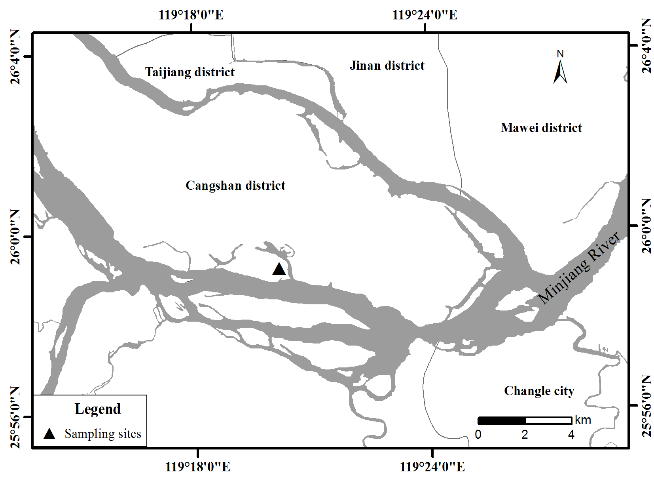 119°18'0"E 119°24'0"E
26°4'0"N 26°4'0"N
N
Taijiang district Jinan district
Mawei district
Cangshan district
26°0'0"N 26°0'0"N
Minjiang River
Changle city
Legend
Sampling sites
km
0 2 4
25°56'0"N 25°56'0"N
119°18'0"E 119°24'0"E